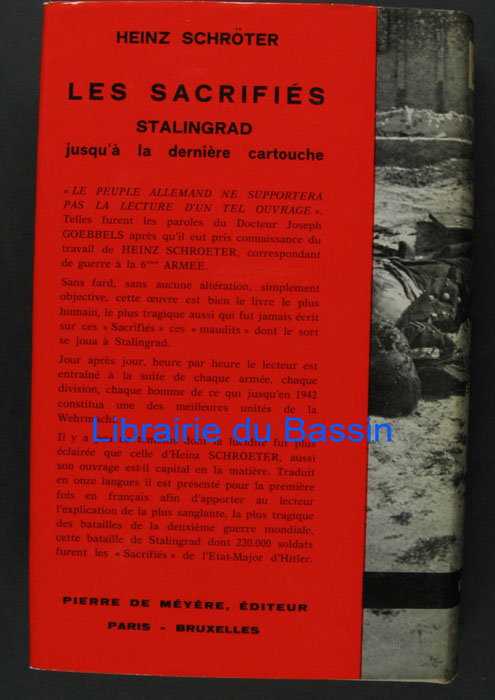 HEINZ SCHRÖTER
LES SACRIFIÉS
STALINGRAD
jusqu'à la dernière cartouche
« LE PEUPLE ALLEMAND NE SUPPORTERA
PAS LA LECTURE D'UN TEL OUVRAGE ».
Telles furent les paroles du Docteur Joseph
GOEBBELS après qu'il eut pris connaissance du
travail de HEINZ SCHROETER, correspondant
de guerre à la 6ème ARMEE.
Sans fard, sans aucune altération, simplement
objective, cette œuvre est bien le livre le plus
humain, le plus tragique aussi qui fut jamais écrit
sur ces « Sacrifiés » ces « maudits » dont le sort
se joua à Stalingrad.
Jour après jour, heure par heure le lecteur est
entraîné à la suite de chaque armée, chaque
division, chaque homme de ce qui jusqu'en 1942
constitua une des meilleures unités de la
Wehrmacht.
Librairie du Bassin
Il y a dont la lucidité fut plus
éclairée que celle d'Heinz SCHROETER, aussi
son ouvrage est-il capital en la matière. Traduit
en onze langues il est présenté pour la première
fois en français afin d'apporter au lecteur
l'explication de la plus sanglante, la plus tragique
des batailles de la deuxième guerre mondiale,
cette bataille de Stalingrad dont 220.000 soldats
furent les « Sacrifiés » de l'Etat-Major d'Hitler.
PIERRE DE MÉYÈRE, ÉDITEUR
PARIS - BRUXELLES